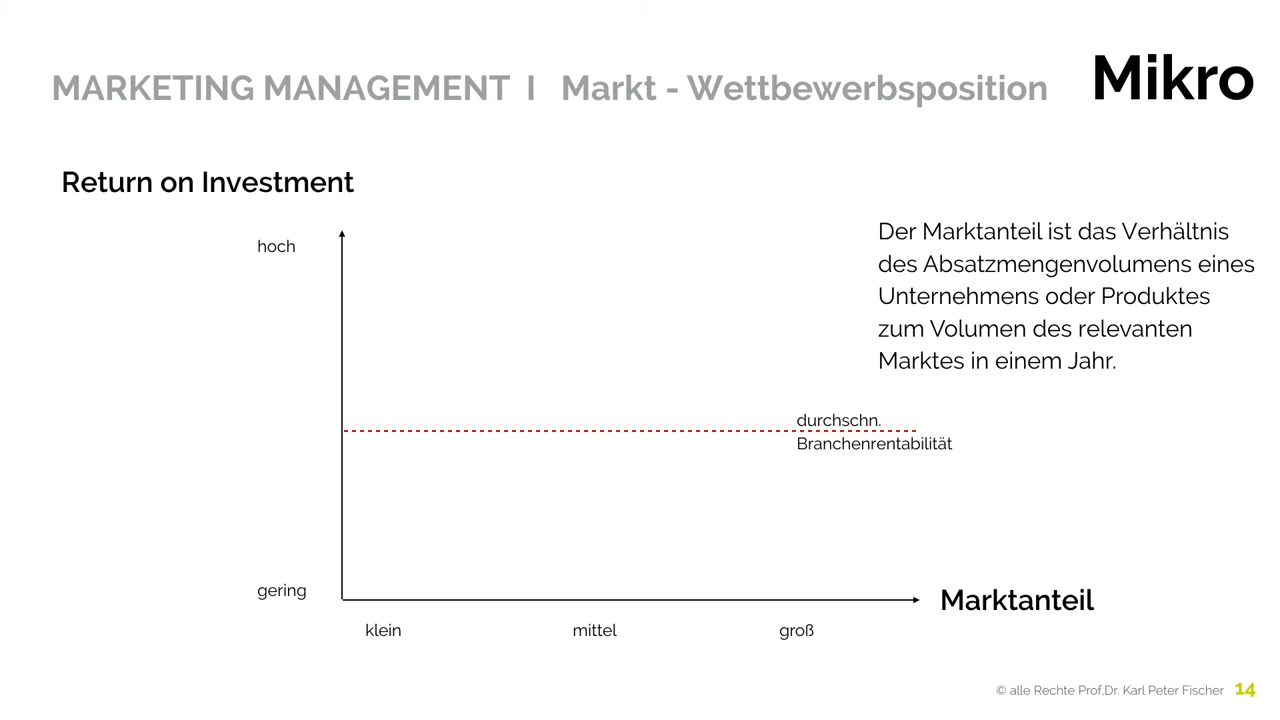 MARKETING MANAGEMENT I Markt - Wettbewerbsposition
Mikro
Return on Investment
hoch
Der Marktanteil ist das Verhältnis
des Absatzmengenvolumens eines
Unternehmens oder Produktes
zum Volumen des relevanten
Marktes in einem Jahr.
durchschn.
Branchenrentabilität
gering
Marktanteil
klein
mittel
groß
© alle Rechte Prof.Dr. Karl Peter Fischer 14